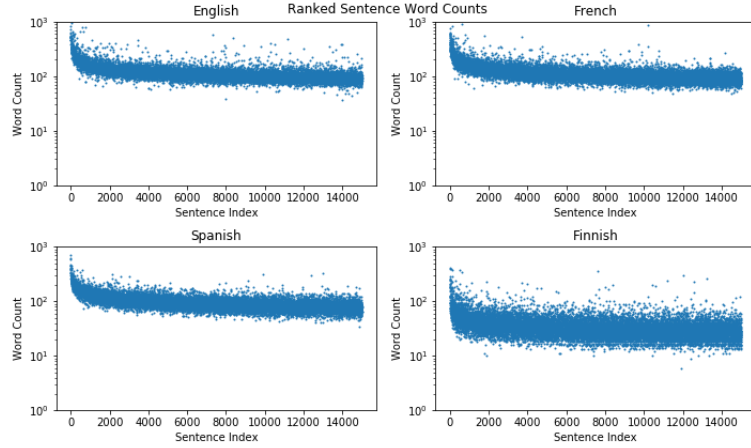 Ranked Sentence Word Counts
English
10³
10²
10¹
10⁰
Word Count
0 2000 4000 6000 8000 10000 12000 14000
Sentence Index
French
10³
10²
10¹
10⁰
Word Count
0 2000 4000 6000 8000 10000 12000 14000
Sentence Index
Spanish
10³
10²
10¹
10⁰
Word Count
0 2000 4000 6000 8000 10000 12000 14000
Sentence Index
Finnish
10³
10²
10¹
10⁰
Word Count
0 2000 4000 6000 8000 10000 12000 14000
Sentence Index